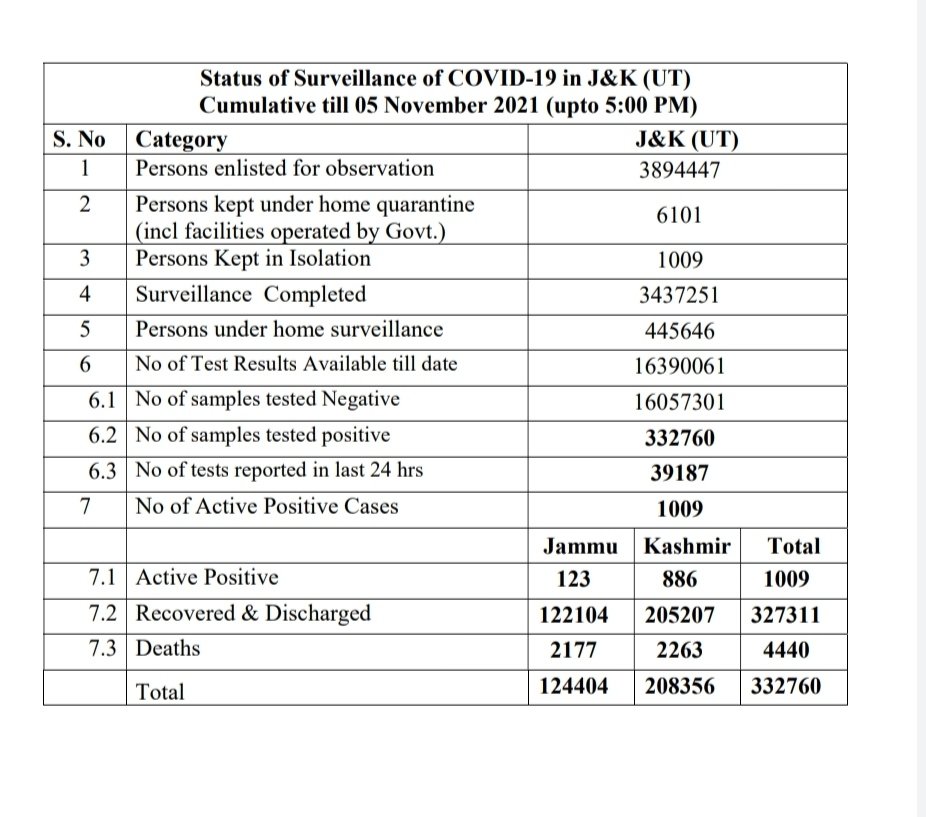 Status of Surveillance of COVID-19 in J&K (UT)
Cumulative till 05 November 2021 (upto 5:00 PM)
S. No Category J&K (UT)
1 Persons enlisted for observation 3894447
2 Persons kept under home quarantine
(incl facilities operated by Govt.) 6101
3 Persons Kept in Isolation 1009
4 Surveillance Completed 3437251
5 Persons under home surveillance 445646
6 No of Test Results Available till date 16390061
6.1 No of samples tested Negative 16057301
6.2 No of samples tested positive 332760
6.3 No of tests reported in last 24 hrs 39187
7 No of Active Positive Cases 1009
Jammu Kashmir Total
7.1 Active Positive 123 886 1009
7.2 Recovered & Discharged 122104 205207 327311
7.3 Deaths 2177 2263 4440
Total 124404 208356 332760